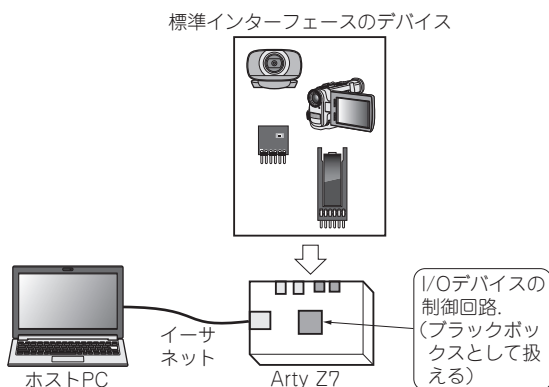 標準インターフェースのデバイス
I/Oデバイスの
制御回路.
(ブラックボッ
クスとして扱
える)
イーサ
ネット
ホストPC
Arty Z7